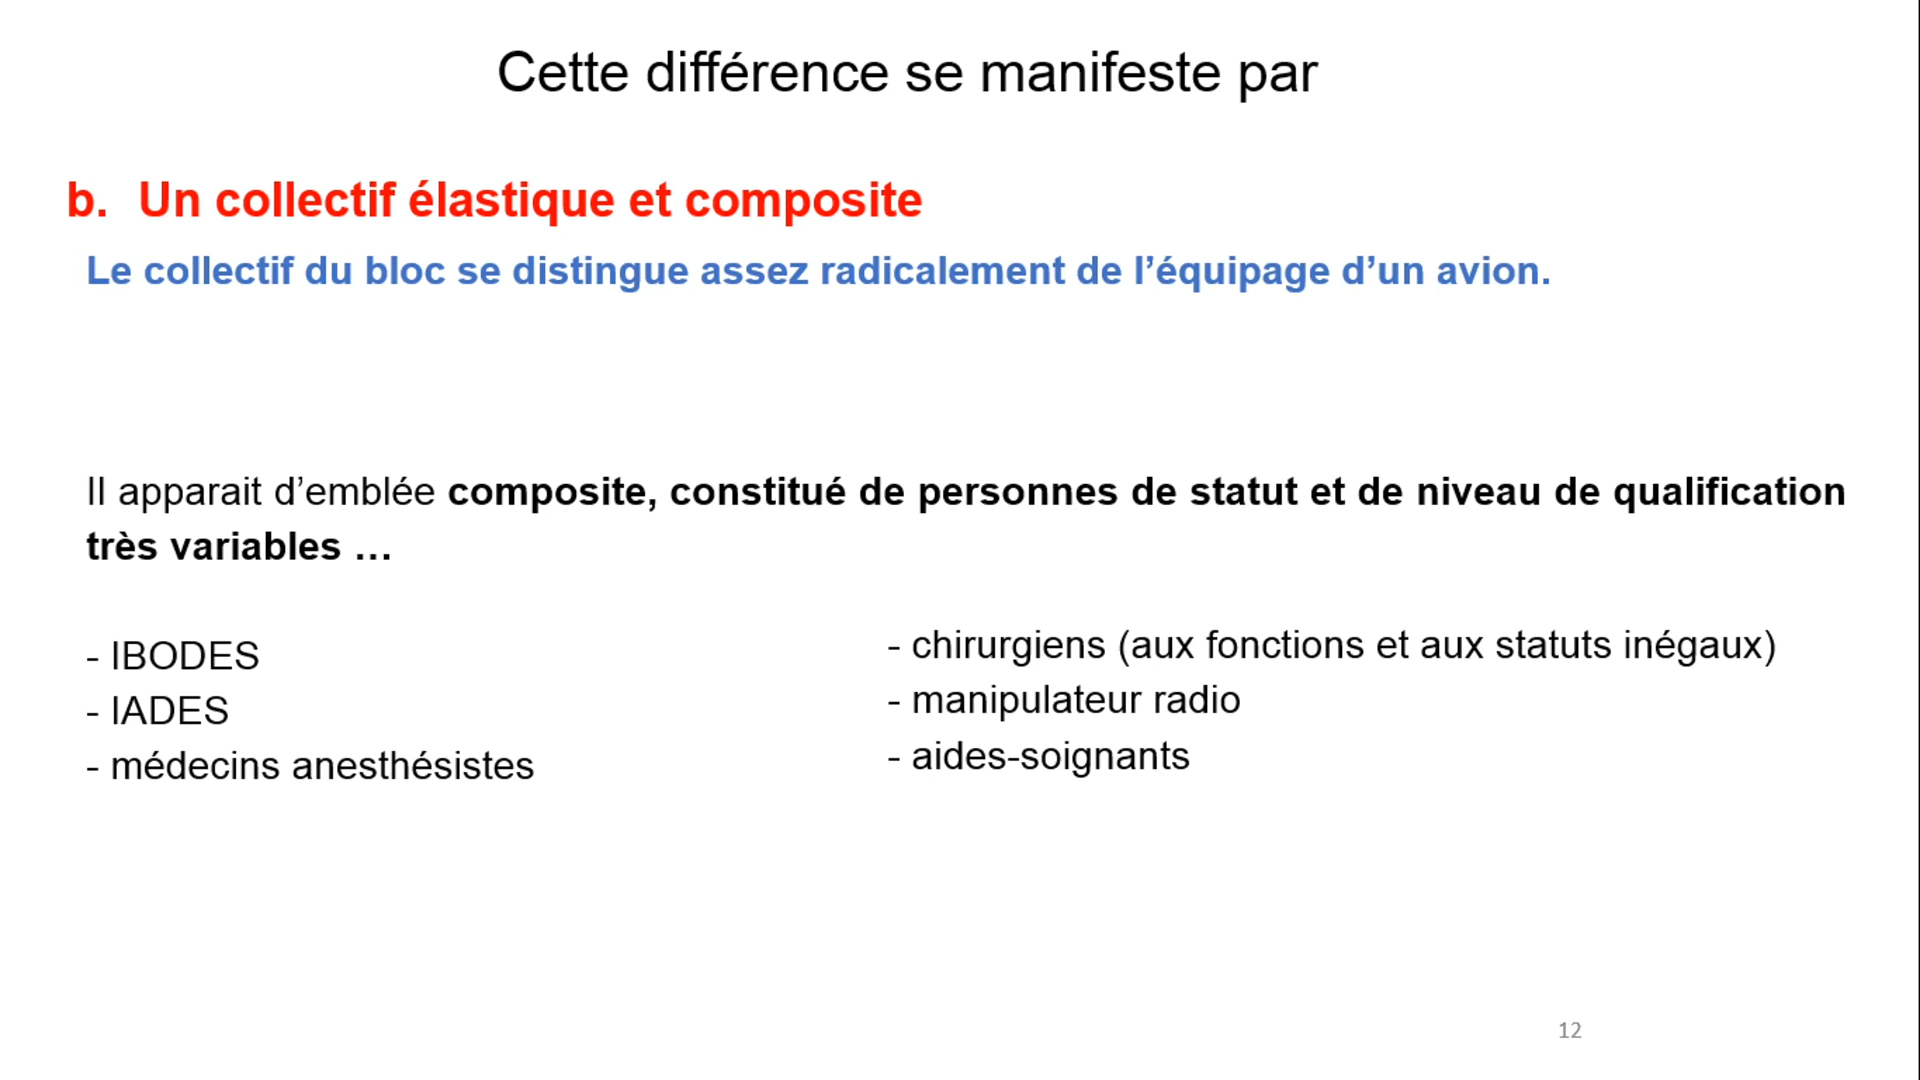 Cette différence se manifeste par
b. Un collectif élastique et composite
Le collectif du bloc se distingue assez radicalement de l’équipage d’un avion.
Il apparait d’emblée composite, constitué de personnes de statut et de niveau de qualification
très variables …
- IBODES
- IADES
- médecins anesthésistes
- chirurgiens (aux fonctions et aux statuts inégaux)
- manipulateur radio
- aides-soignants
12